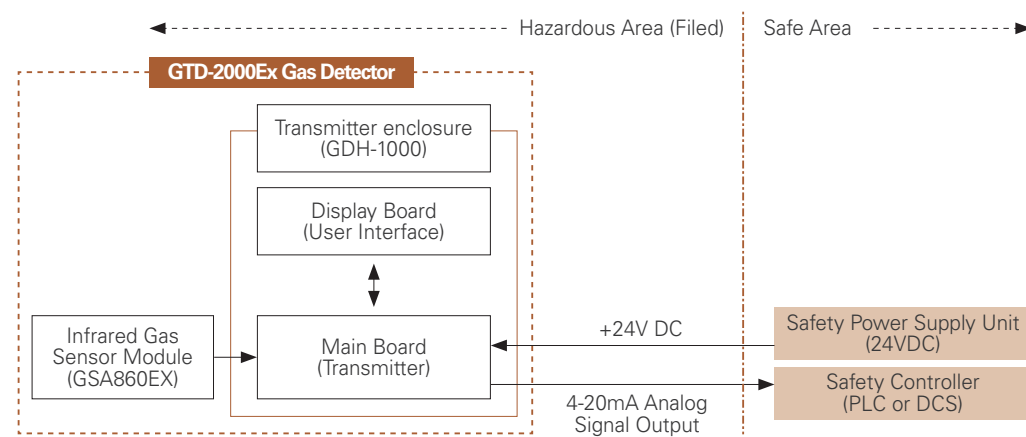 Hazardous Area (Filed)
Safe Area
GTD-2000Ex Gas Detector
Transmitter enclosure
(GDH-1000)
Display Board
(User Interface)
Infrared Gas
Sensor Module
(GSA860EX)
Main Board
(Transmitter)
+24V DC
4-20mA Analog
Signal Output
Safety Power Supply Unit
(24VDC)
Safety Controller
(PLC or DCS)